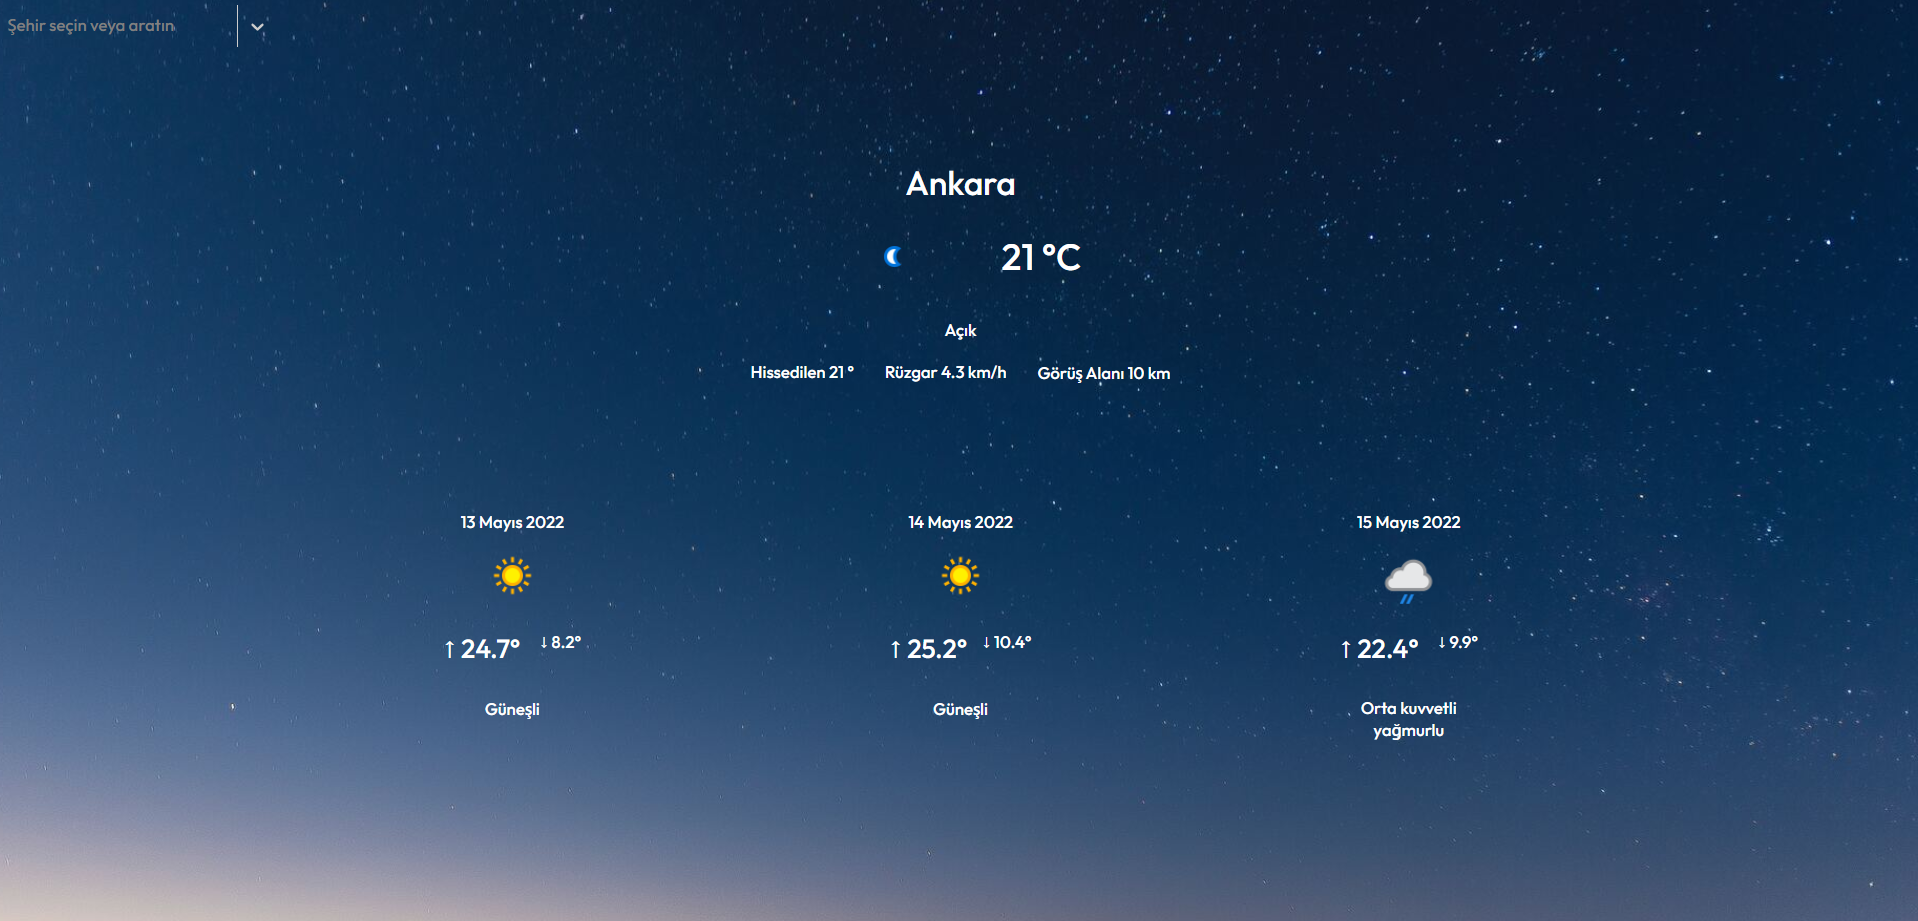 Şehir seçin veya aratın
Ankara
21 °C
Açık
Hissedilen 21 °
Rüzgar 4.3 km/h
Görüş Alanı 10 km
13 Mayıs 2022
↑ 24.7° ↓ 8.2°
Güneşli
14 Mayıs 2022
↑ 25.2° ↓ 10.4°
Güneşli
15 Mayıs 2022
↑ 22.4° ↓ 9.9°
Orta kuvvetli
yağmurlu